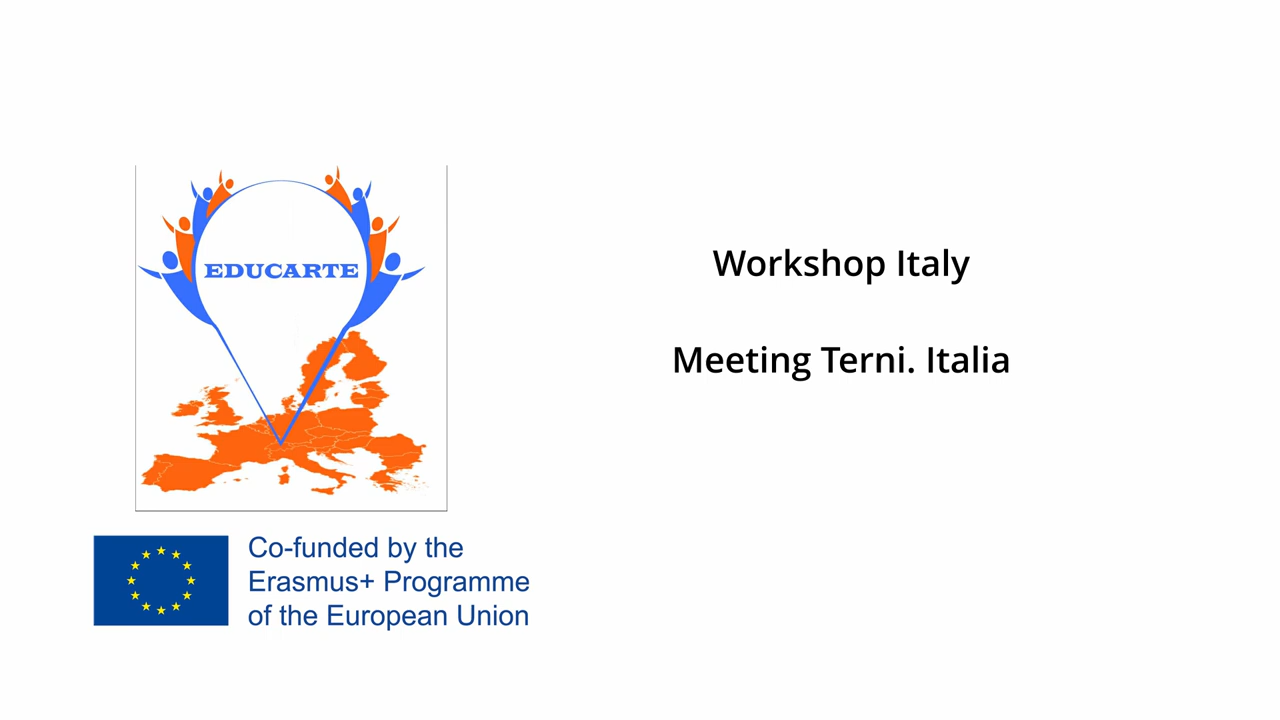 EDUCARTE
Workshop Italy
Meeting Terni. Italia
Co-funded by the
Erasmus+ Programme
of the European Union